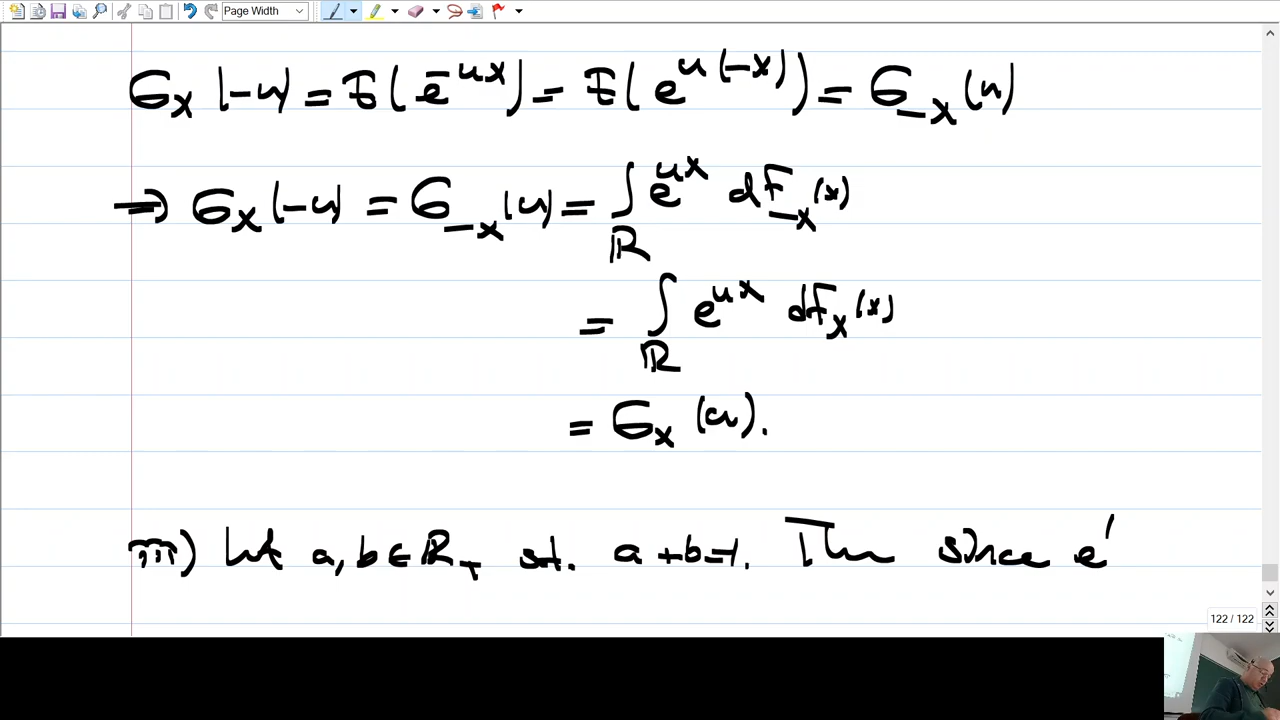 Page Width
G_X (-u) = E( e^{-uX} ) = E( e^{u(-X)} ) = G_{-X} (u)
⇒ G_X (-u) = G_{-X} (u) = ∫_ℝ e^{ux} dF_{-X} (x)
= ∫_ℝ e^{ux} dF_X (x)
= G_X (u).
iii) Let a, b ∈ ℝ_+ s.t. a + b = 1. Then since e^
122 / 122